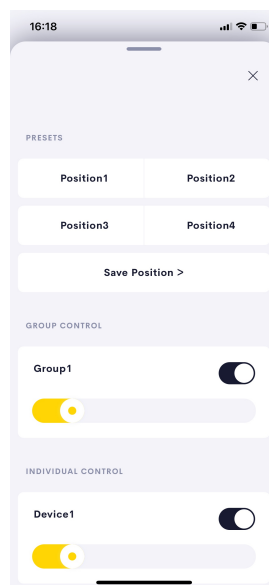 16:18
PRESETS
Position1 Position2
Position3 Position4
Save Position >
GROUP CONTROL
Group1
INDIVIDUAL CONTROL
Device1